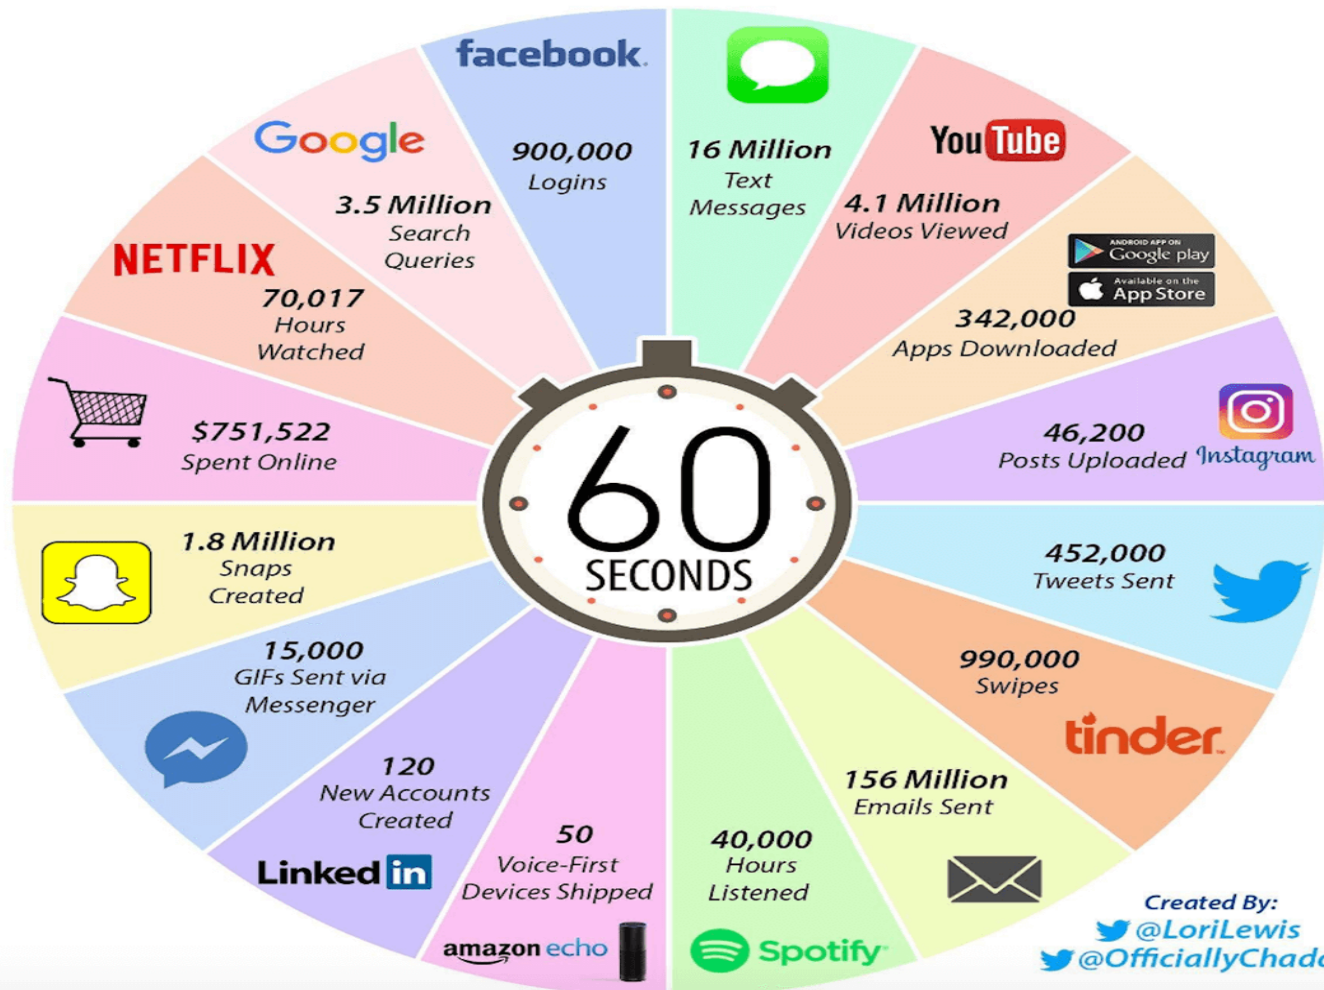 facebook.
900,000
Logins
16 Million
Text
Messages
YouTube
4.1 Million
Videos Viewed
ANDROID APP ON
Google play
Available on the
App Store
342,000
Apps Downloaded
Instagram
46,200
Posts Uploaded
452,000
Tweets Sent
990,000
Swipes
tinder
156 Million
Emails Sent
40,000
Hours
Listened
Spotify
50
Voice-First
Devices Shipped
amazon echo
120
New Accounts
Created
Linked in
15,000
GIFs Sent via
Messenger
1.8 Million
Snaps
Created
$751,522
Spent Online
NETFLIX
70,017
Hours
Watched
Google
3.5 Million
Search
Queries
60
SECONDS
Created By:
@LoriLewis
@OfficiallyChadd